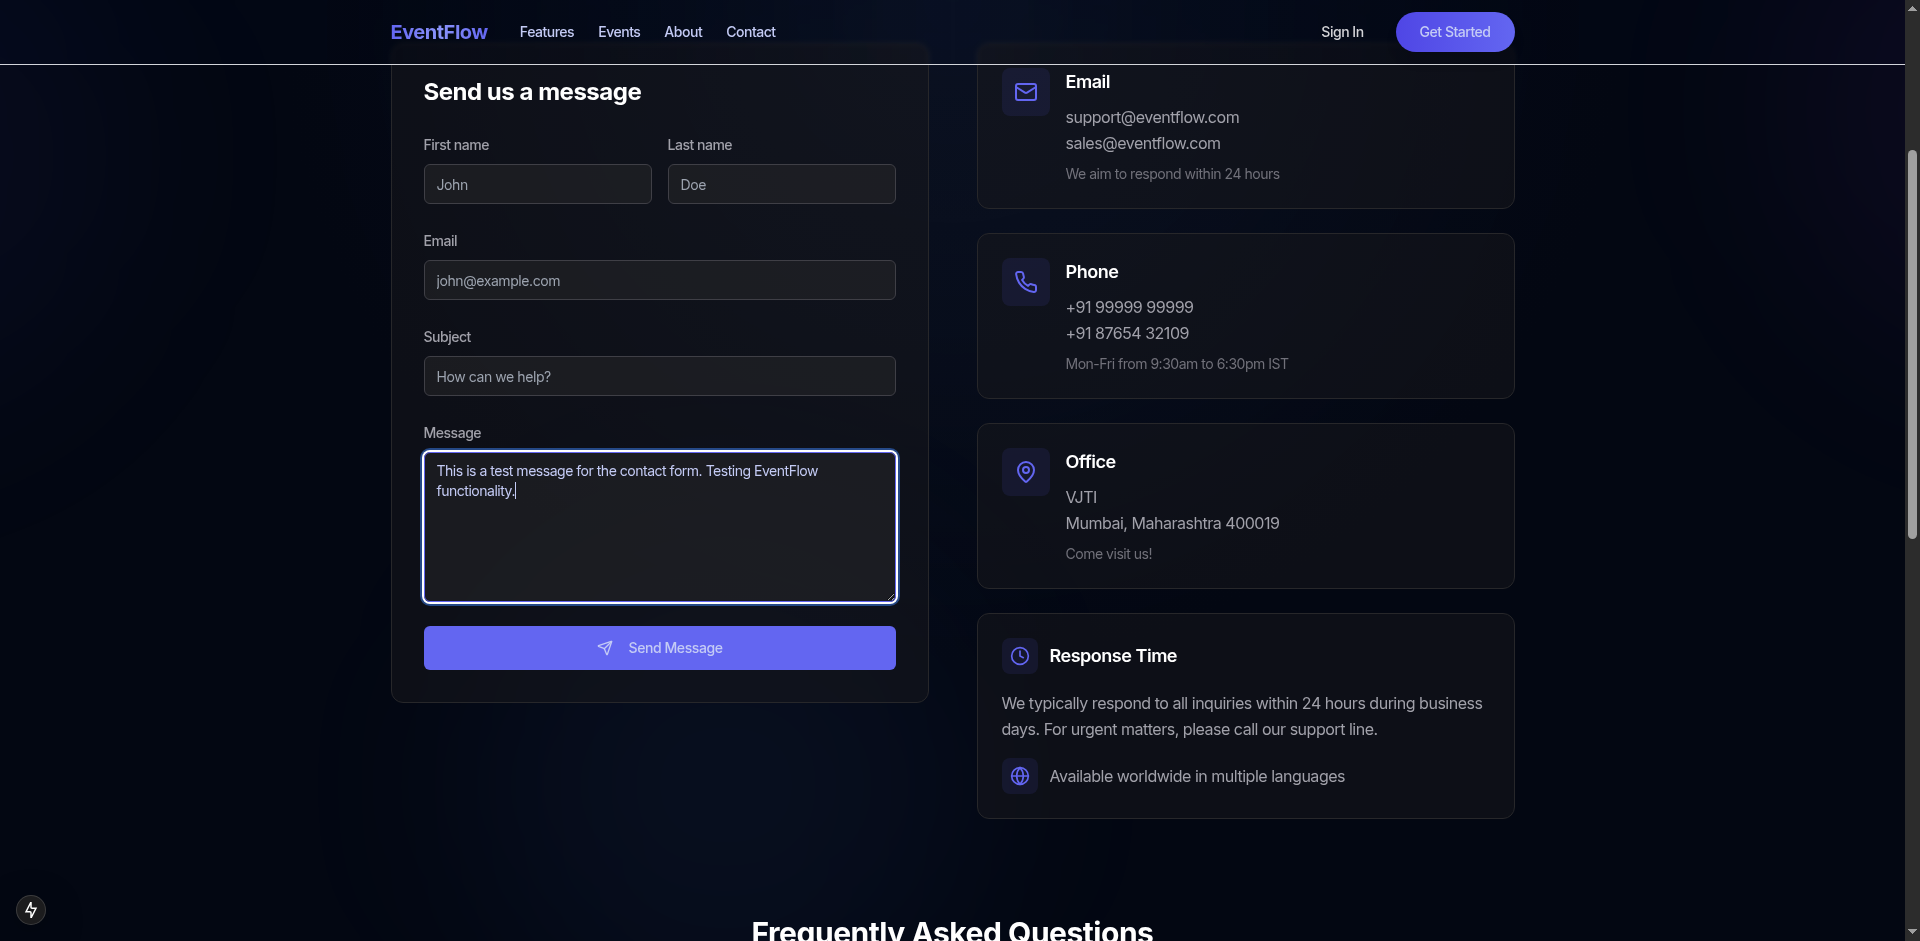 EventFlow Features Events About Contact Sign In Get Started
Send us a message
First name Last name
John Doe
Email
john@example.com
Subject
How can we help?
Message
This is a test message for the contact form. Testing EventFlow
functionality.
Send Message
Email
support@eventflow.com
sales@eventflow.com
We aim to respond within 24 hours
Phone
+91 99999 99999
+91 87654 32109
Mon-Fri from 9:30am to 6:30pm IST
Office
VJTI
Mumbai, Maharashtra 400019
Come visit us!
Response Time
We typically respond to all inquiries within 24 hours during business
days. For urgent matters, please call our support line.
Available worldwide in multiple languages
Frequently Asked Questions